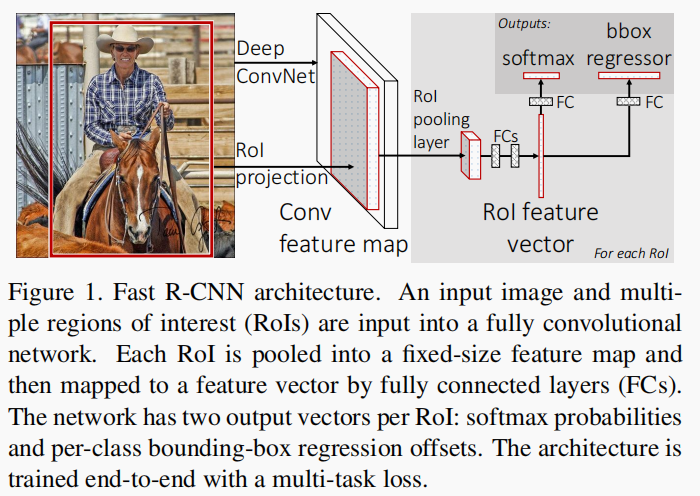 Deep
ConvNet
RoI
projection
Conv
feature map
RoI
pooling
layer
FCs
Outputs:
softmax
bbox
regressor
FC
FC
RoI feature
vector
For each RoI
Figure 1. Fast R-CNN architecture. An input image and multi-
ple regions of interest (RoIs) are input into a fully convolutional
network. Each RoI is pooled into a fixed-size feature map and
then mapped to a feature vector by fully connected layers (FCs).
The network has two output vectors per RoI: softmax probabilities
and per-class bounding-box regression offsets. The architecture is
trained end-to-end with a multi-task loss.